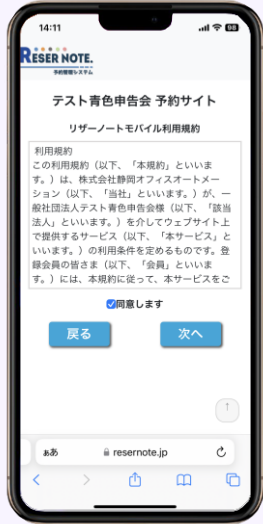 14:11
68
RESER NOTE.
予約管理システム
テスト青色申告会 予約サイト
リザーノートモバイル利用規約
利用規約
この利用規約（以下、「本規約」といいま
す。）は、株式会社静岡オフィスオートメー
ション（以下、「当社」といいます。）が、一
般社団法人テスト青色申告会様（以下、「該当
法人」といいます。）を介してウェブサイト上
で提供するサービス（以下、「本サービス」と
いいます。）の利用条件を定めるものです。登
録会員の皆さま（以下、「会員」といいま
す。）には、本規約に従って、本サービスをご
同意します
戻る
次へ
↑
ぁあ
resernote.jp